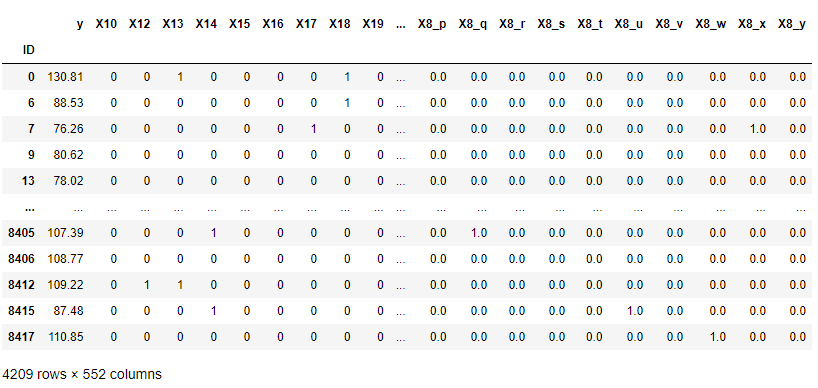 y X10 X12 X13 X14 X15 X16 X17 X18 X19 ... X8_p X8_q X8_r X8_s X8_t X8_u X8_v X8_w X8_x X8_y
ID
0 130.81 0 0 1 0 0 0 0 1 0 ... 0.0 0.0 0.0 0.0 0.0 0.0 0.0 0.0 0.0 0.0
6 88.53 0 0 0 0 0 0 0 1 0 ... 0.0 0.0 0.0 0.0 0.0 0.0 0.0 0.0 0.0 0.0
7 76.26 0 0 0 0 0 0 1 0 0 ... 0.0 0.0 0.0 0.0 0.0 0.0 0.0 0.0 1.0 0.0
9 80.62 0 0 0 0 0 0 0 0 0 ... 0.0 0.0 0.0 0.0 0.0 0.0 0.0 0.0 0.0 0.0
13 78.02 0 0 0 0 0 0 0 0 0 ... 0.0 0.0 0.0 0.0 0.0 0.0 0.0 0.0 0.0 0.0
... ... ... ... ... ... ... ... ... ... ... ... ... ... ... ... ... ... ... ... ... ...
8405 107.39 0 0 0 1 0 0 0 0 0 ... 0.0 1.0 0.0 0.0 0.0 0.0 0.0 0.0 0.0 0.0
8406 108.77 0 0 0 0 0 0 0 0 0 ... 0.0 0.0 0.0 0.0 0.0 0.0 0.0 0.0 0.0 0.0
8412 109.22 0 1 1 0 0 0 0 0 0 ... 0.0 0.0 0.0 0.0 0.0 0.0 0.0 0.0 0.0 0.0
8415 87.48 0 0 0 1 0 0 0 0 0 ... 0.0 0.0 0.0 0.0 0.0 1.0 0.0 0.0 0.0 0.0
8417 110.85 0 0 0 0 0 0 0 0 0 ... 0.0 0.0 0.0 0.0 0.0 0.0 0.0 1.0 0.0 0.0
4209 rows × 552 columns